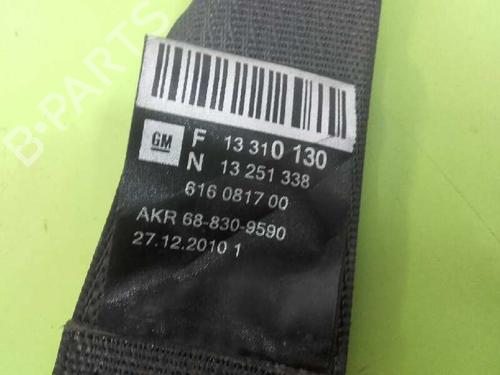 B-PARTS
GM F 13 310 130
N 13 251 338
616 0817 00
AKR 68-830-9590
27.12.2010 1